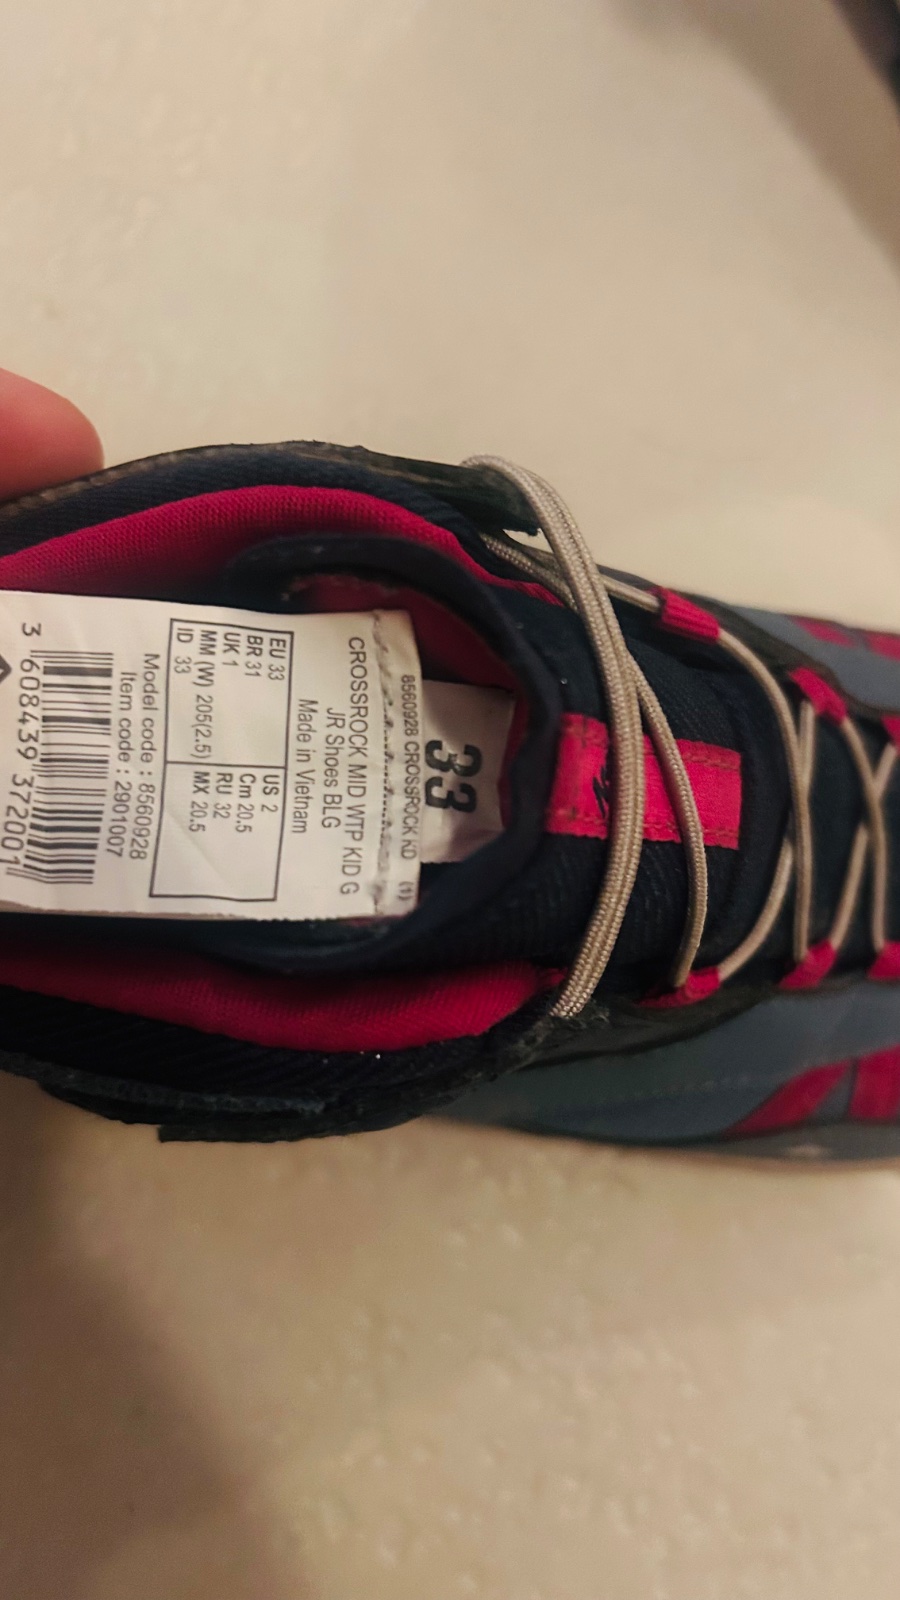 8560928 CROSSROCK KD (1)
CROSSROCK MID WTP KID G
JR Shoes BLG
Made in Vietnam
EU 33 US 2
BR 31 Cm 20.5
UK 1 RU 32
MM (W) 205(2.5) MX 20.5
ID 33
Model code : 8560928
Item code : 2901007
3 608439 372001
33